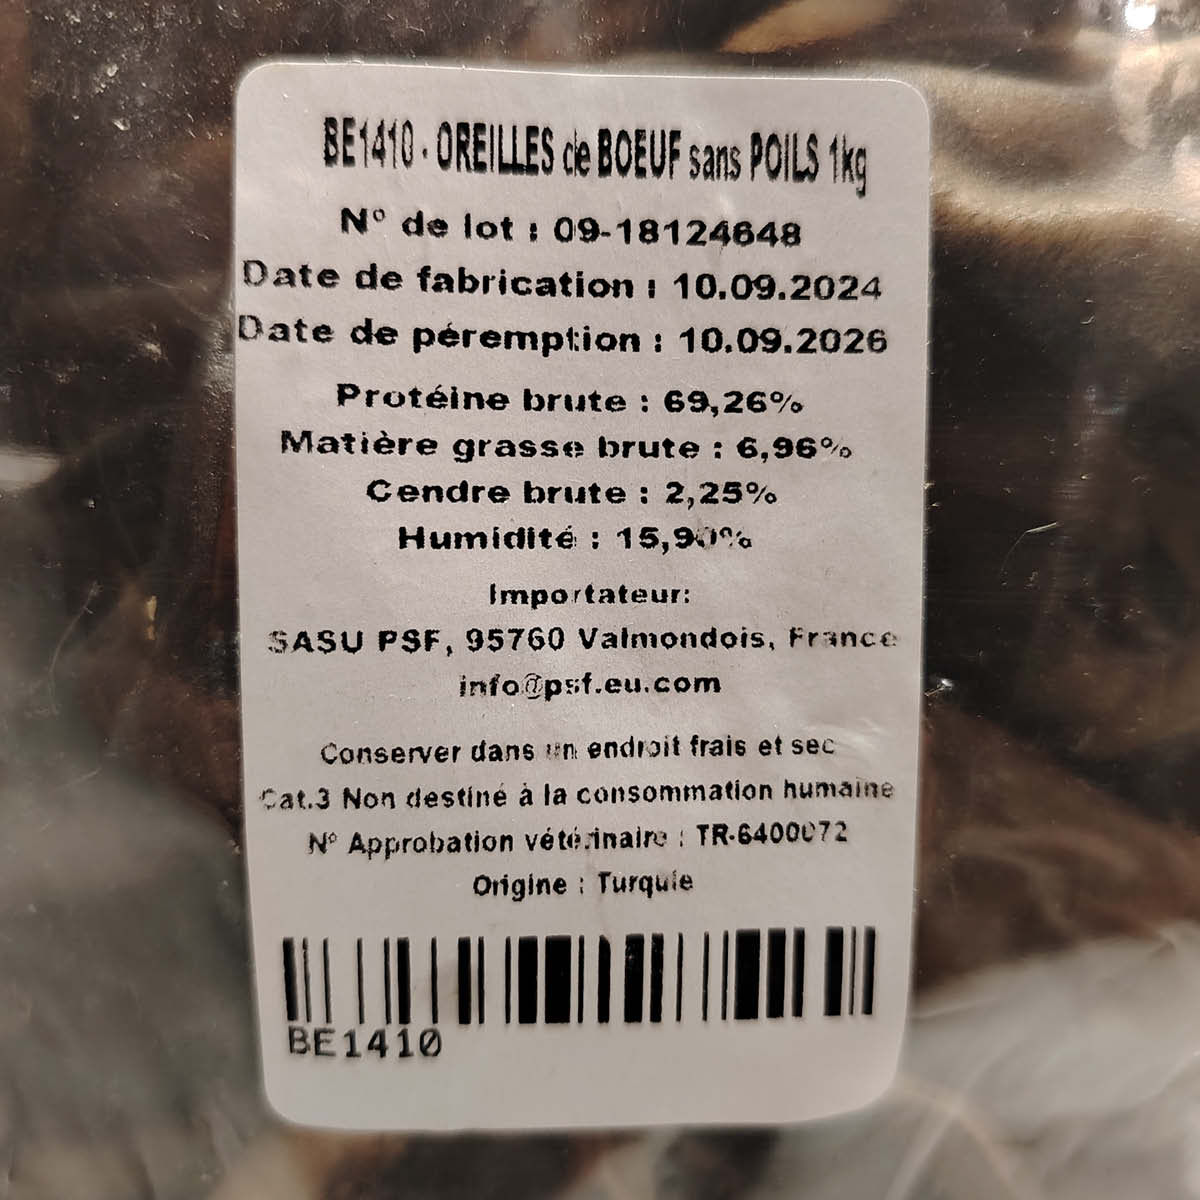 BE1410 - OREILLES de BOEUF sans POILS 1kg
N° de lot : 09-18124648
Date de fabrication : 10.09.2024
Date de péremption : 10.09.2026
Protéine brute : 69,26%
Matière grasse brute : 6,96%
Cendre brute : 2,25%
Humidité : 15,90%
Importateur:
SASU PSF, 95760 Valmondois, France
info@psf.eu.com
Conserver dans un endroit frais et sec
Cat.3 Non destiné à la consommation humaine
N° Approbation vétérinaire : TR-6400072
Origine : Turquie
BE1410